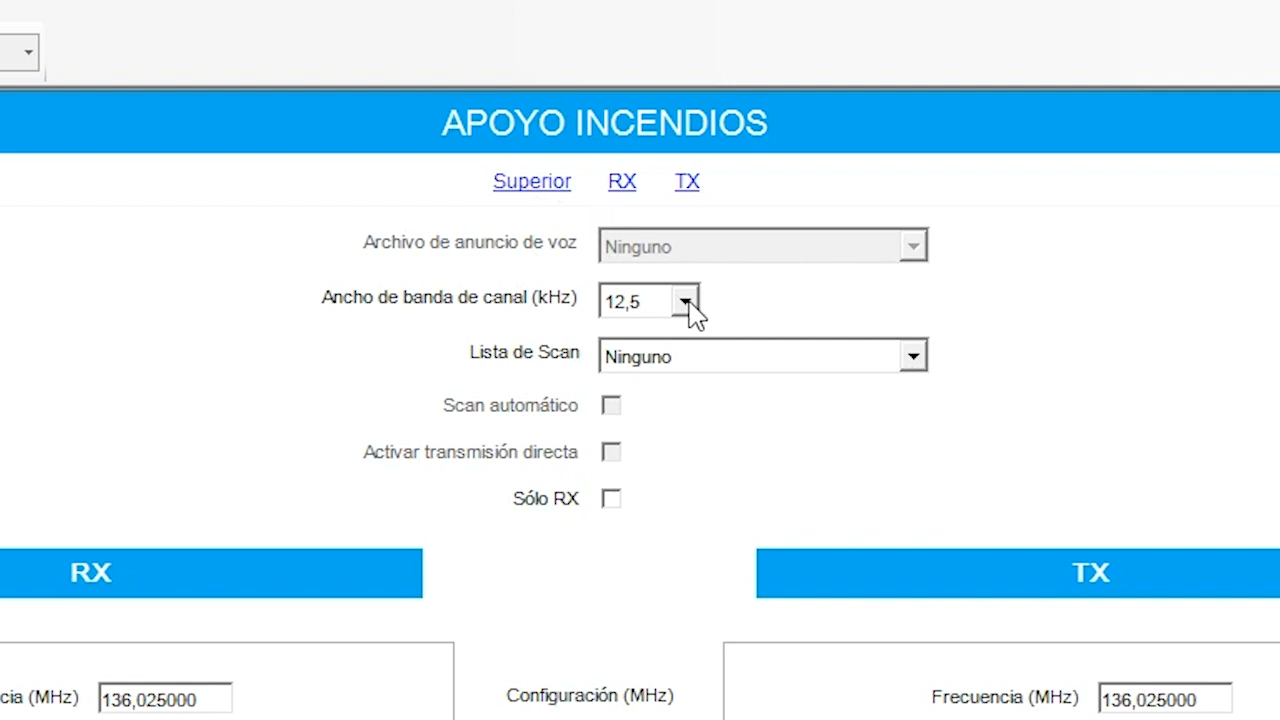 APOYO INCENDIOS
Superior RX TX
Archivo de anuncio de voz Ninguno
Ancho de banda de canal (kHz) 12,5
Lista de Scan Ninguno
Scan automático
Activar transmisión directa
Sólo RX
RX TX
cia (MHz) 136,025000 Configuración (MHz) Frecuencia (MHz) 136,025000